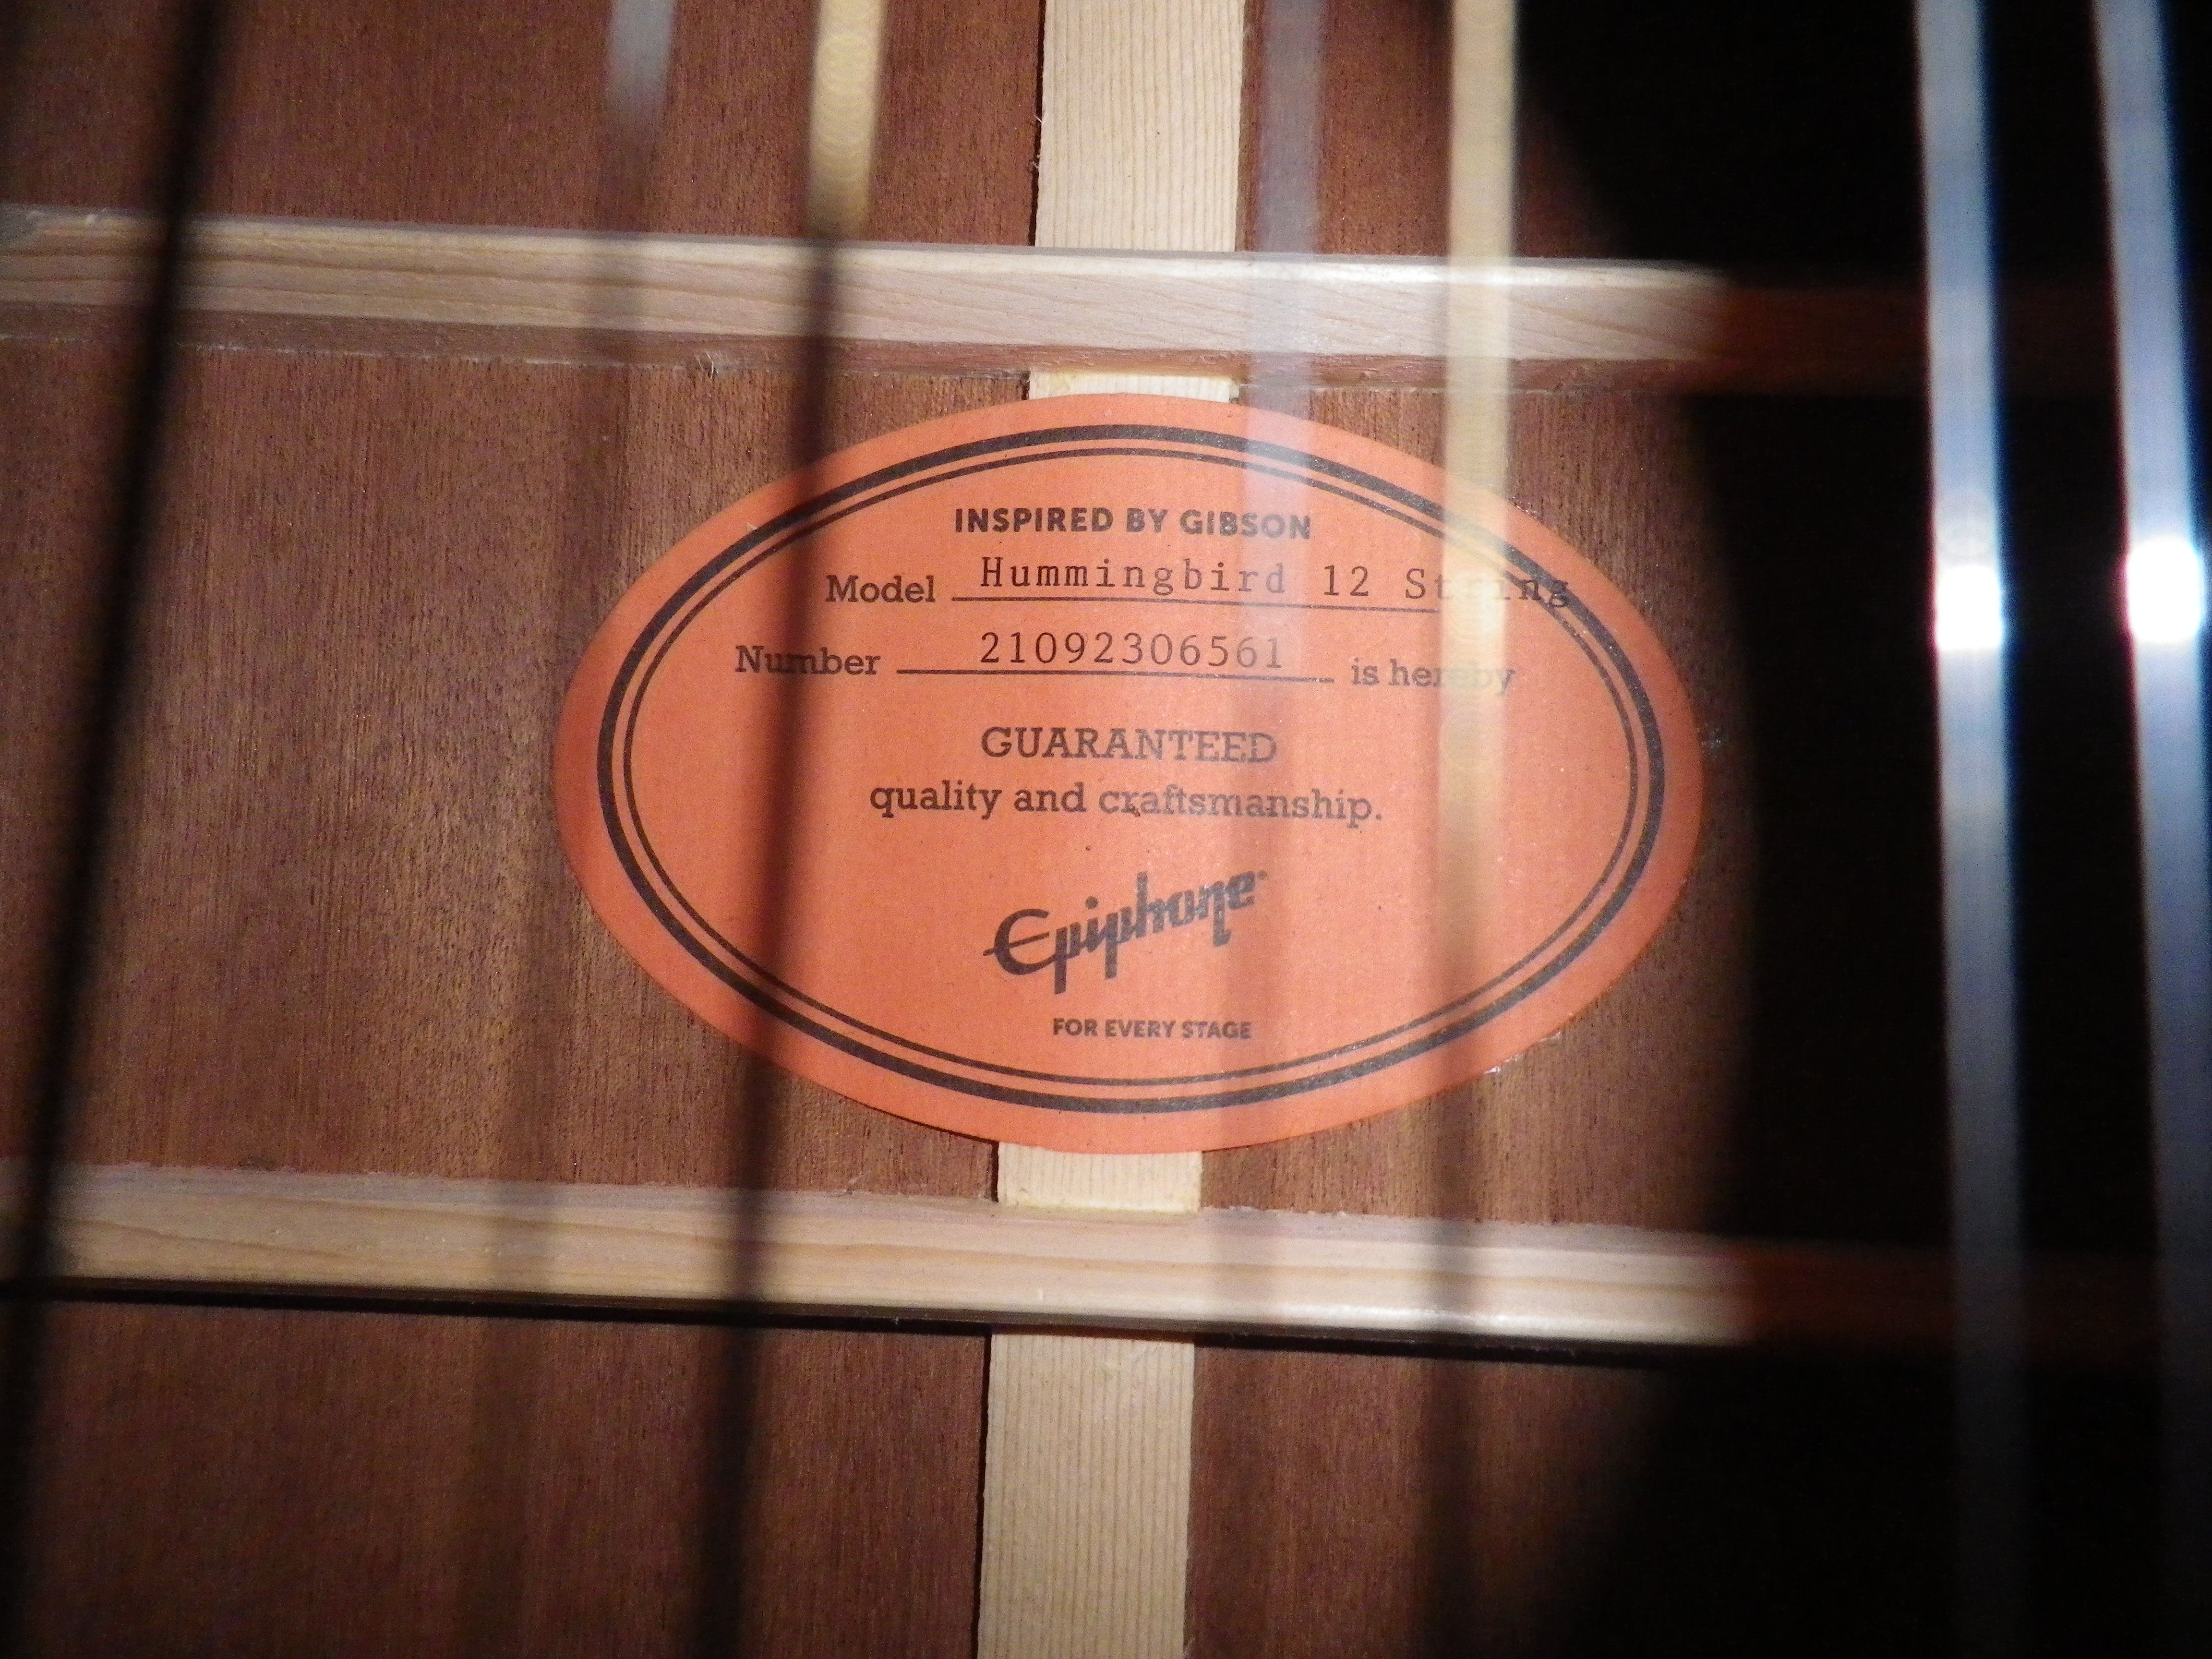 INSPIRED BY GIBSON
Model Hummingbird 12 String
Number 21092306561 is hereby
GUARANTEED
quality and craftsmanship.
Epiphone
FOR EVERY STAGE